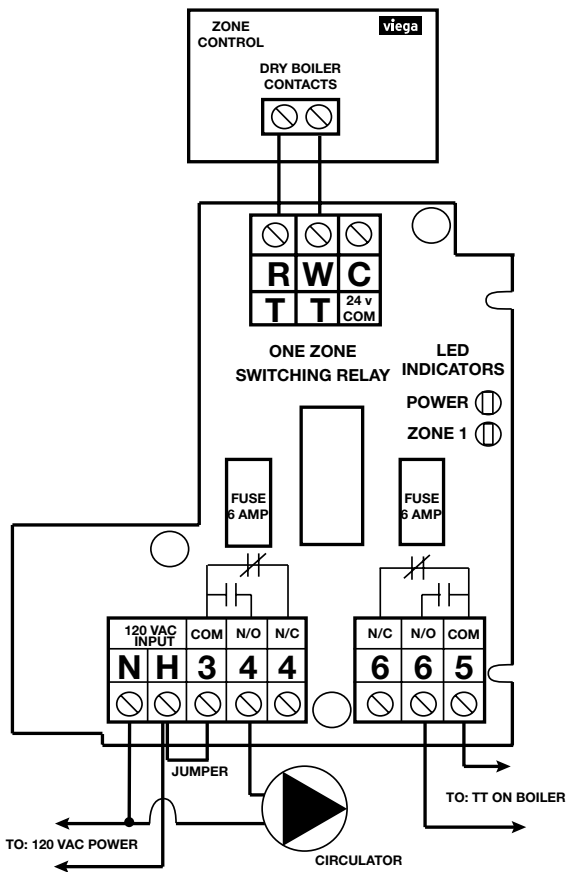 ZONE
CONTROL
viega
DRY BOILER
CONTACTS
R W C
T T 24 v
COM
ONE ZONE
SWITCHING RELAY
LED
INDICATORS
POWER
ZONE 1
FUSE
6 AMP
FUSE
6 AMP
120 VAC
INPUT
COM N/O N/C
N H 3 4 4
N/C N/O COM
6 6 5
JUMPER
TO: TT ON BOILER
TO: 120 VAC POWER
CIRCULATOR